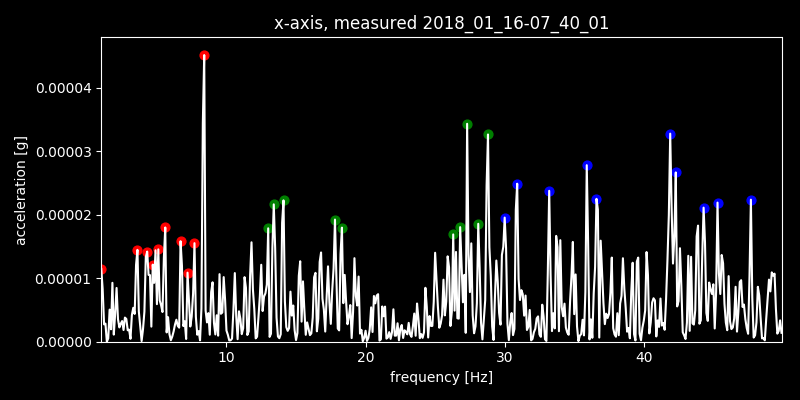 x-axis, measured 2018_01_16-07_40_01
0.00004
0.00003
0.00002
0.00001
0.00000
acceleration [g]
10 20 30 40
frequency [Hz]